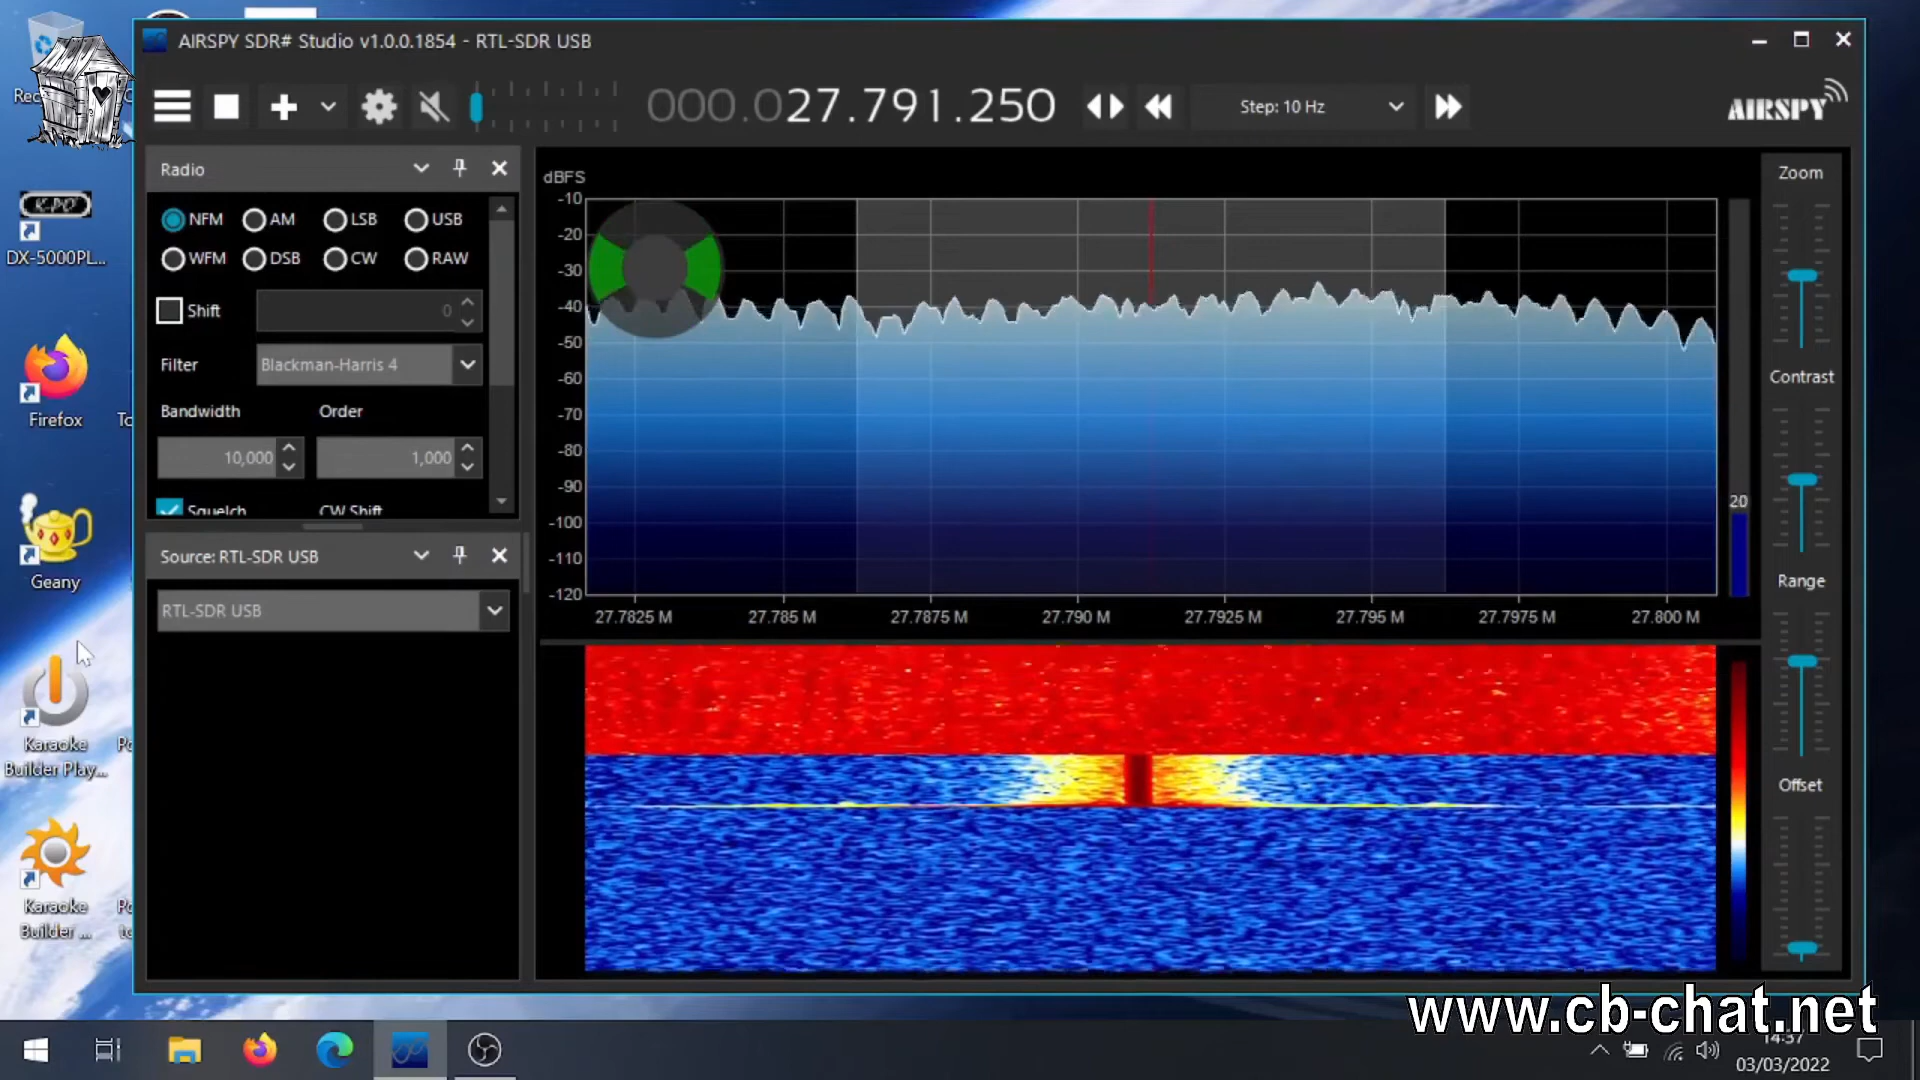 AIRSPY SDR# Studio v1.0.0.1854 - RTL-SDR USB
000.027.791.250
Step: 10 Hz
AIRSPY
Radio
NFM AM LSB USB
WFM DSB CW RAW
Shift 0
Filter Blackman-Harris 4
Bandwidth Order
10,000 1,000
Squelch CW Shift
Source: RTL-SDR USB
RTL-SDR USB
dBFS
-10
-20
-30
-40
-50
-60
-70
-80
-90
-100
-110
-120
27.7825 M 27.785 M 27.7875 M 27.790 M 27.7925 M 27.795 M 27.7975 M 27.800 M
20
Zoom
Contrast
Range
Offset
K-PO
DX-5000PL...
Firefox
Geany
Karaoke
Builder Play...
Karaoke
Builder ...
www.cb-chat.net
14:37
03/03/2022